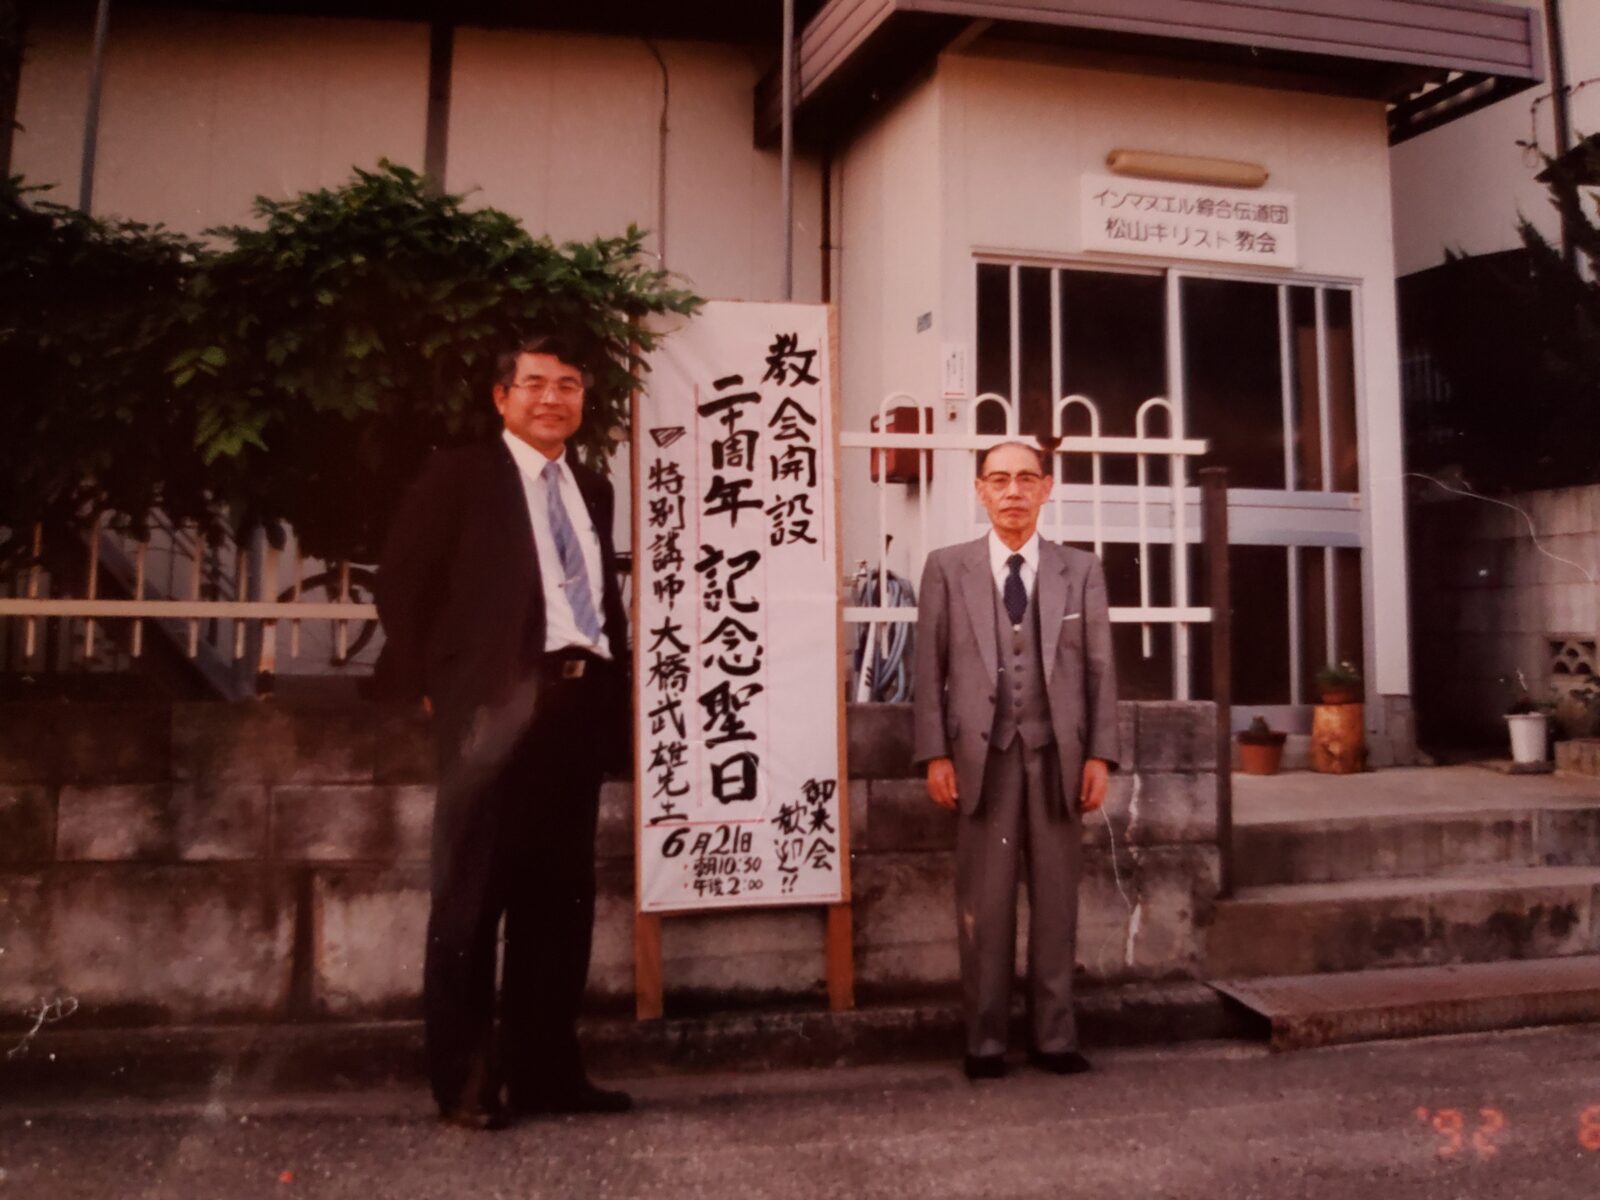 インマヌエル綜合伝道団
松山キリスト教会
教会開設
二十周年記念聖日
特別講師 大橋武雄先生
6月21日
・朝10:30
・午後2:00
御来会
歓迎!!
'92 6